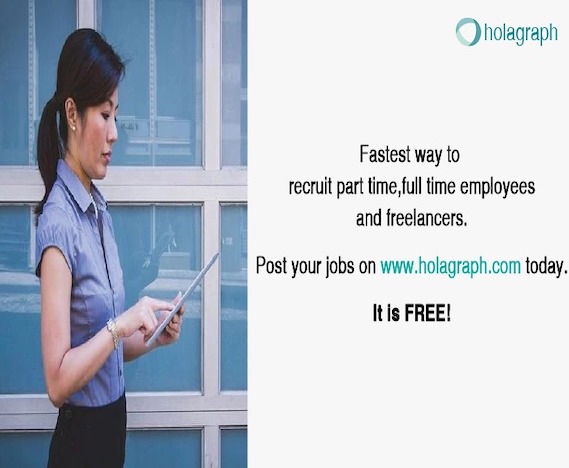 holagraph
Fastest way to
recruit part time,full time employees
and freelancers.
Post your jobs on www.holagraph.com today.
It is FREE!